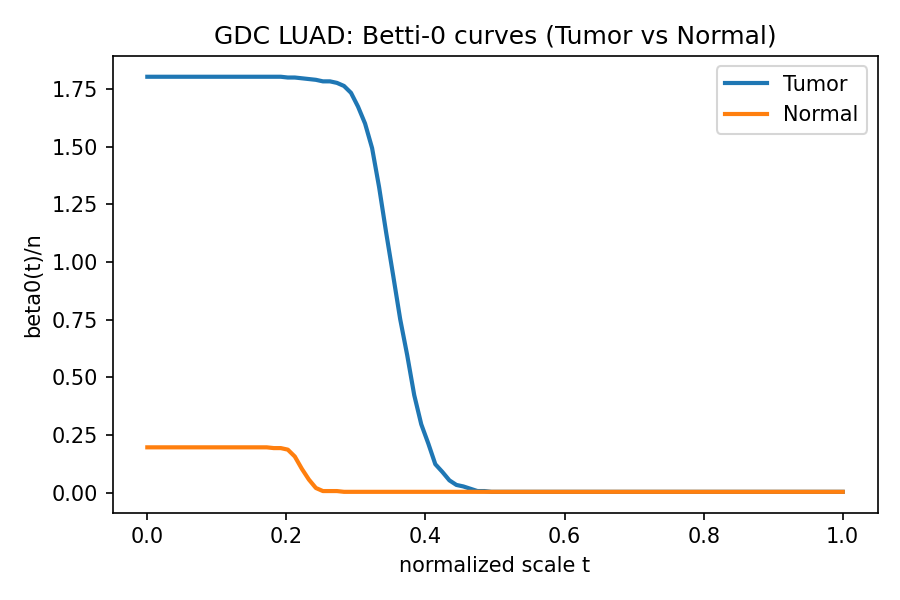 GDC LUAD: Betti-0 curves (Tumor vs Normal)
Tumor
Normal
beta0(t)/n
1.75
1.50
1.25
1.00
0.75
0.50
0.25
0.00
0.0 0.2 0.4 0.6 0.8 1.0
normalized scale t